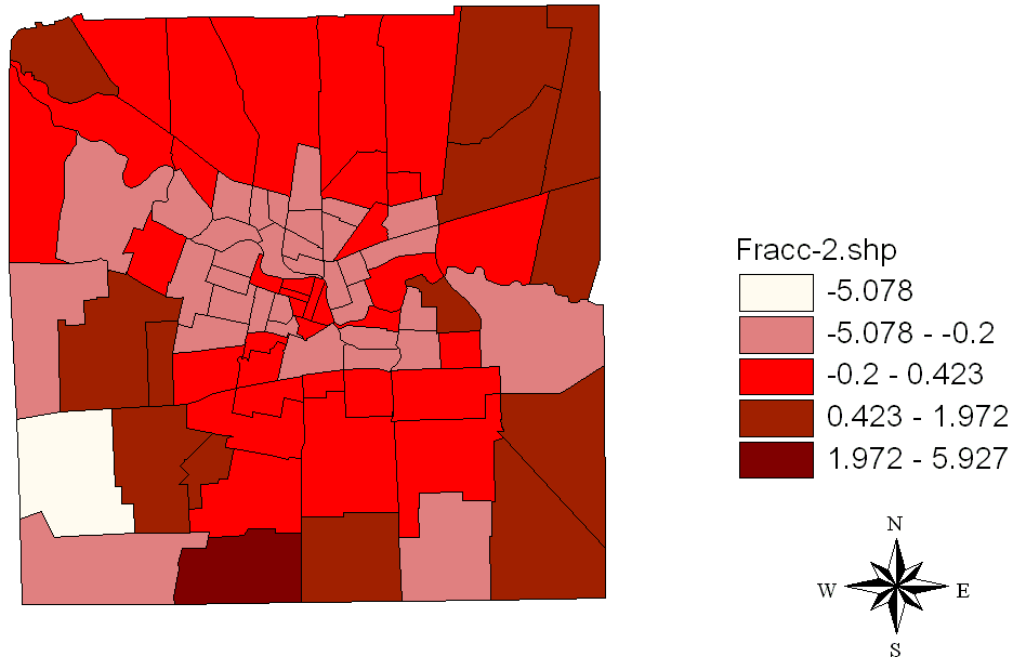 Fracc-2.shp
-5.078
-5.078 - -0.2
-0.2 - 0.423
0.423 - 1.972
1.972 - 5.927
N
W E
S